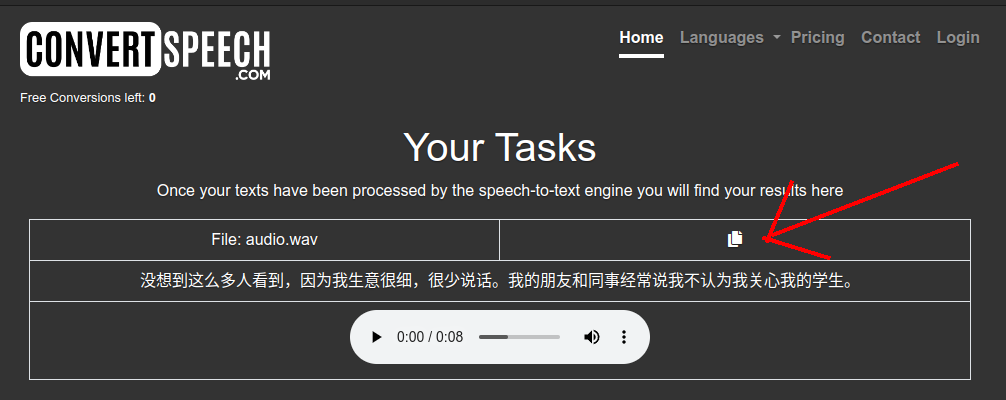 CONVERTSPEECH
.COM
Home Languages Pricing Contact Login
Free Conversions left: 0
Your Tasks
Once your texts have been processed by the speech-to-text engine you will find your results here
File: audio.wav
没想到这么多人看到，因为我生意很细，很少说话。我的朋友和同事经常说我不认为我关心我的学生。
0:00 / 0:08